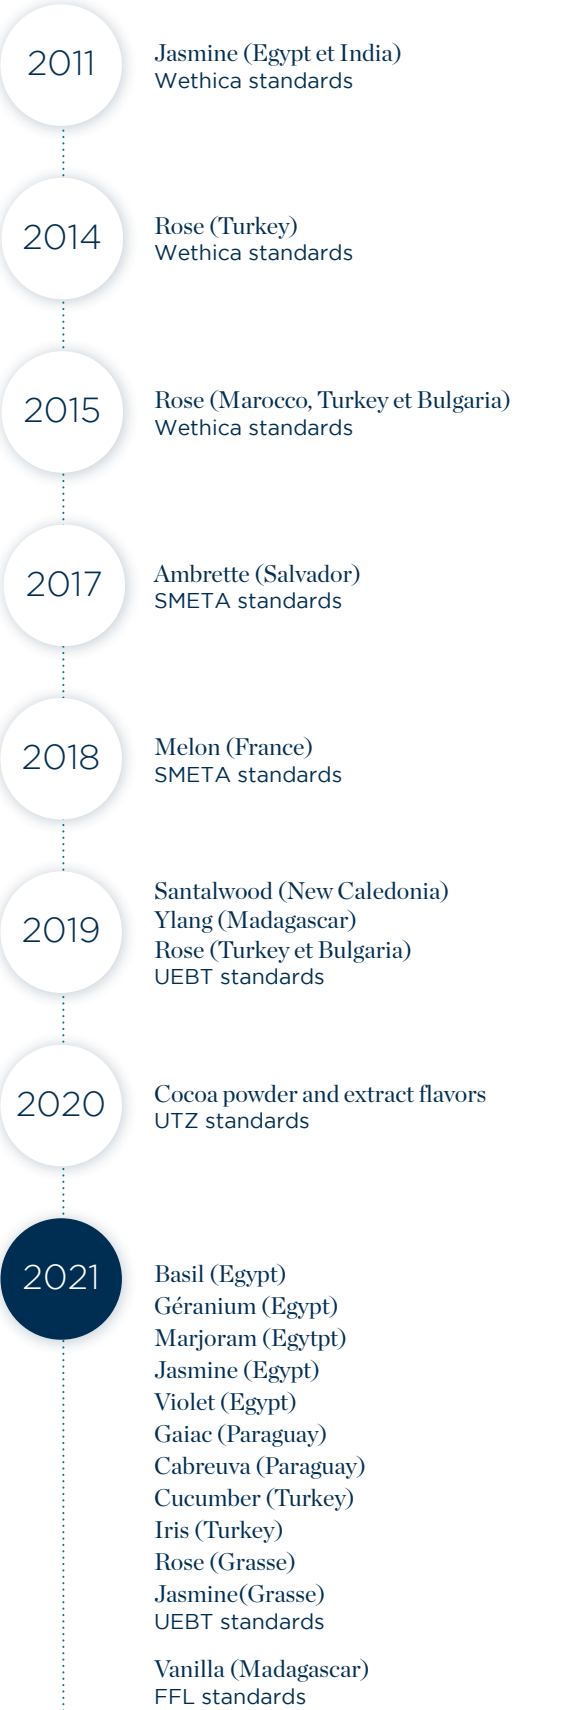 2011
Jasmine (Egypt et India)
Wethica standards
2014
Rose (Turkey)
Wethica standards
2015
Rose (Marocco, Turkey et Bulgaria)
Wethica standards
2017
Ambrette (Salvador)
SMETA standards
2018
Melon (France)
SMETA standards
2019
Santalwood (New Caledonia)
Ylang (Madagascar)
Rose (Turkey et Bulgaria)
UEBT standards
2020
Cocoa powder and extract flavors
UTZ standards
2021
Basil (Egypt)
Géranium (Egypt)
Marjoram (Egytpt)
Jasmine (Egypt)
Violet (Egypt)
Gaiac (Paraguay)
Cabreuva (Paraguay)
Cucumber (Turkey)
Iris (Turkey)
Rose (Grasse)
Jasmine(Grasse)
UEBT standards
Vanilla (Madagascar)
FFL standards